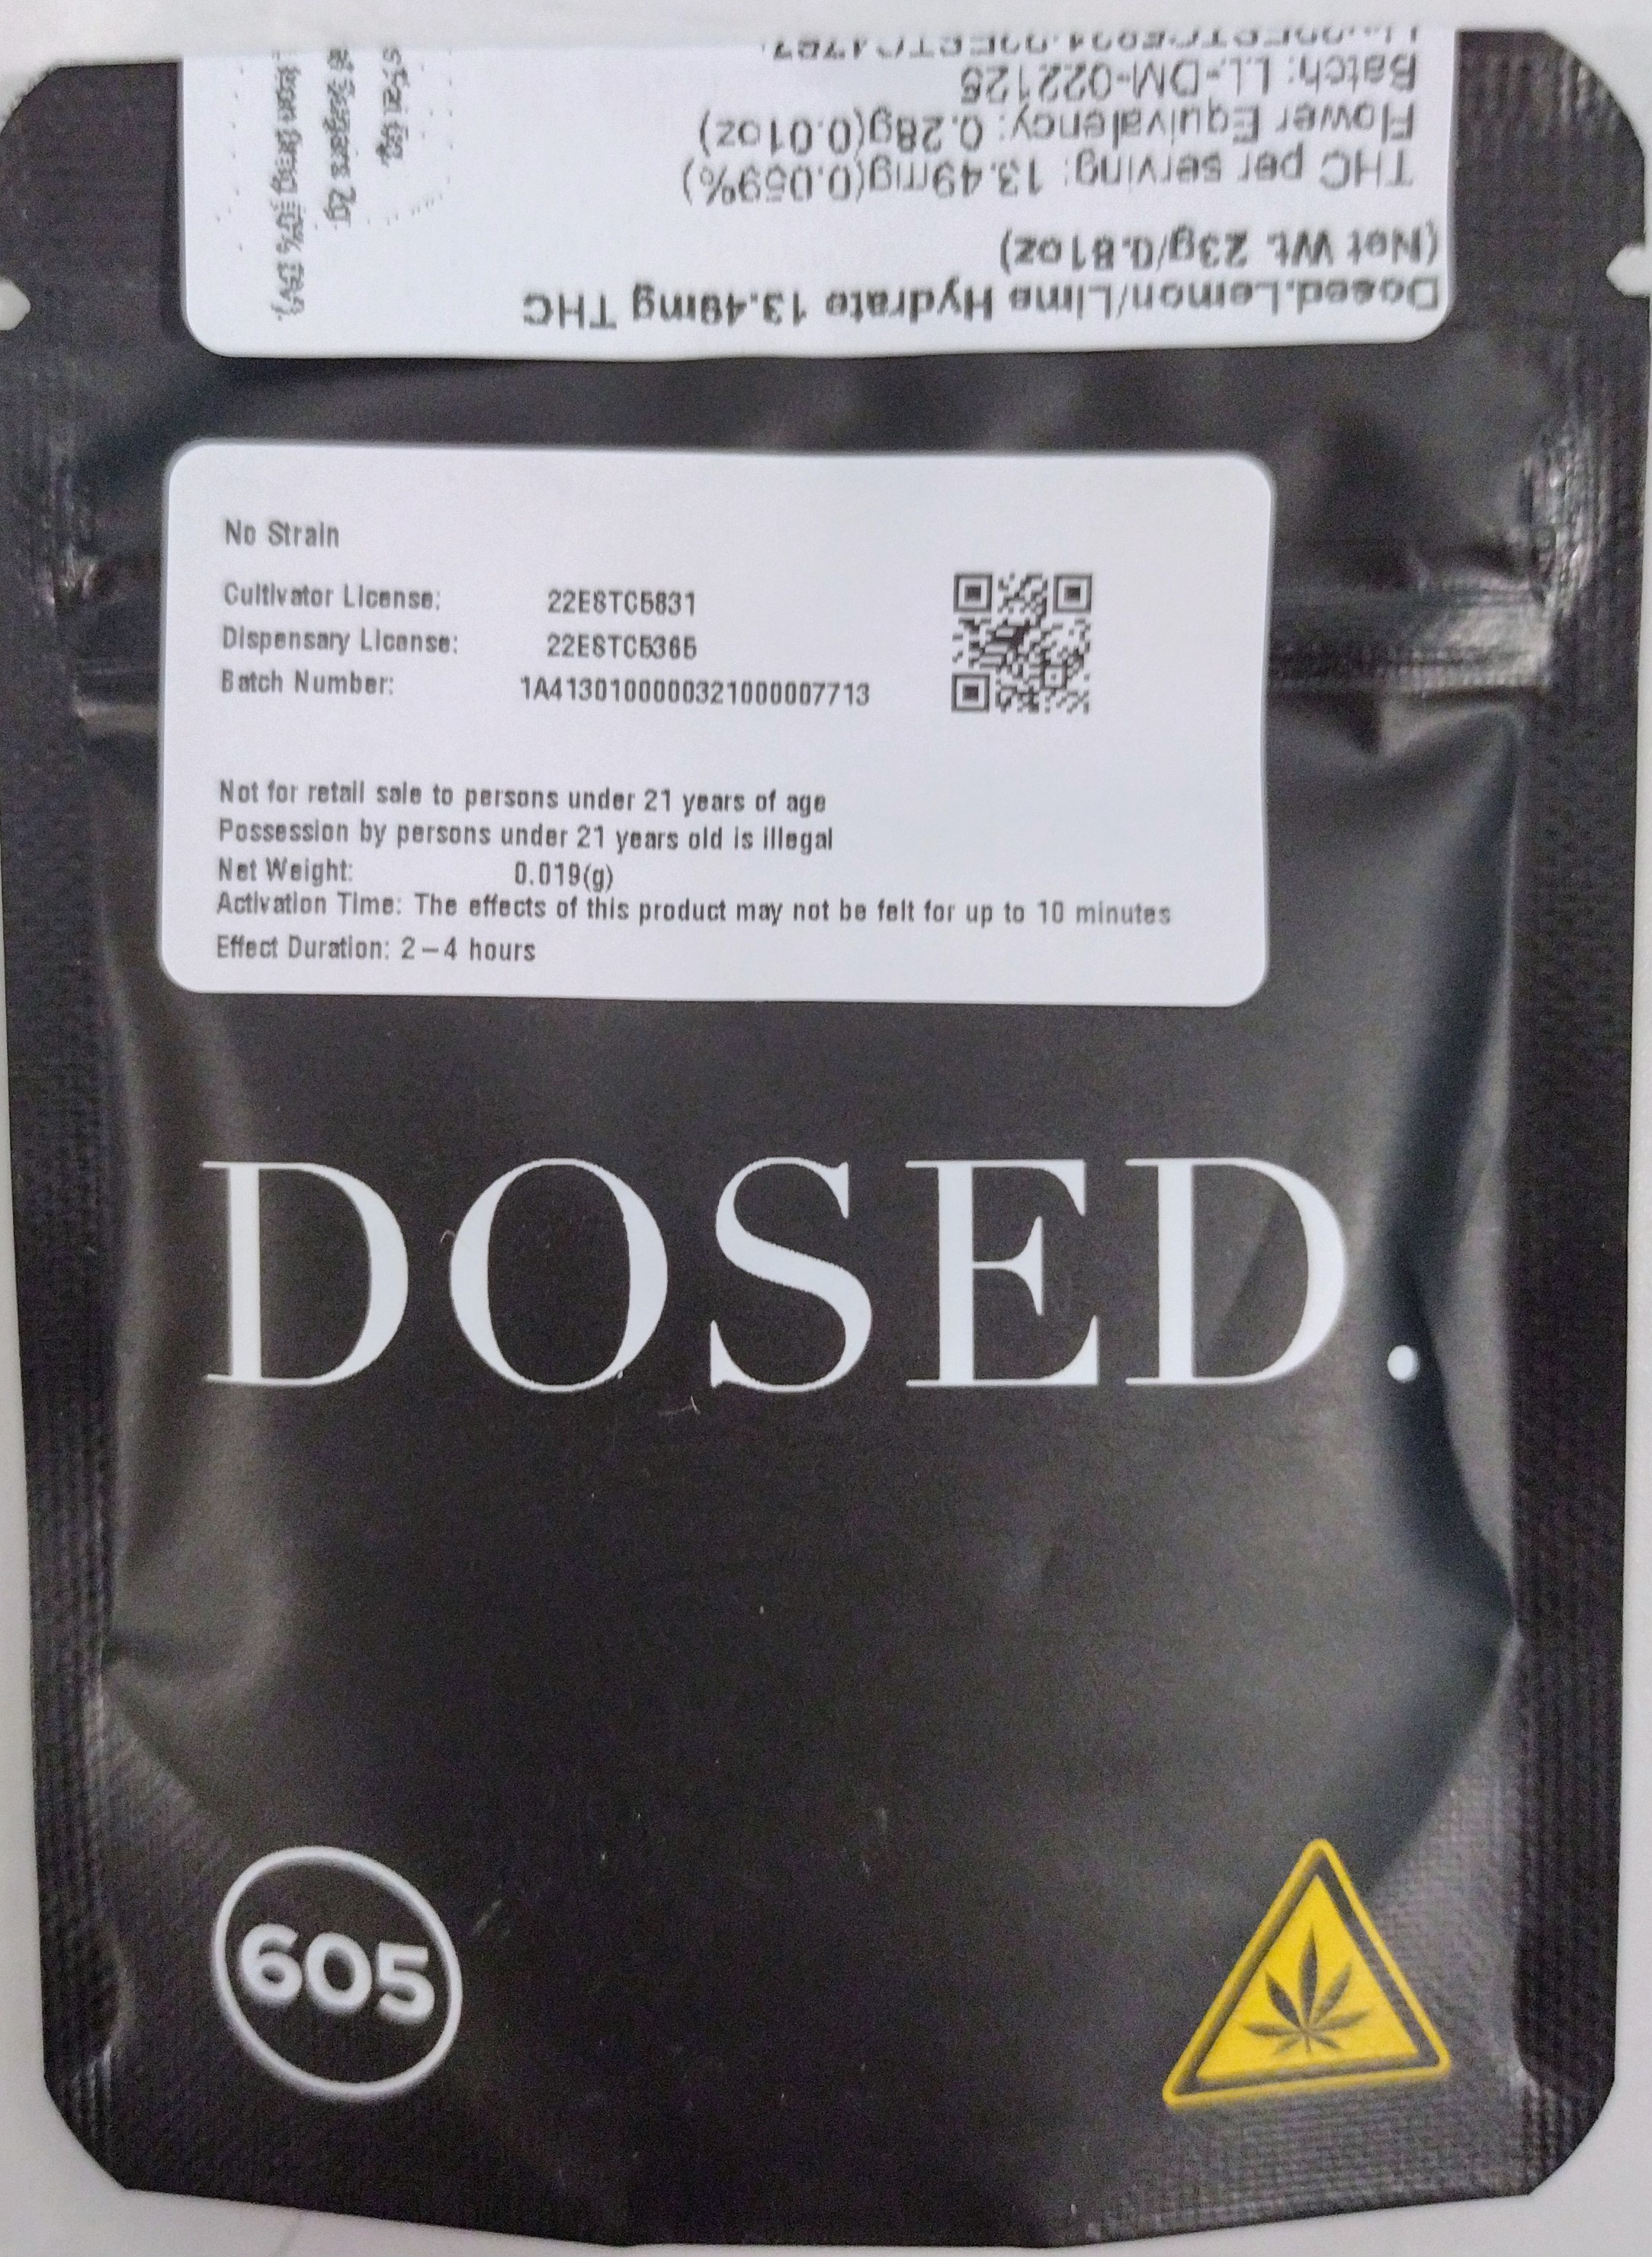 Dosed.Lemon/Lime Hydrate 13.49mg THC
(Net Wt. 23g/0.81oz)
THC per serving: 13.49mg(0.059%)
Flower Equivalency: 0.28g(0.01oz)
Batch: LL-DM-022125
No Strain
Cultivator License: 22ESTC5831
Dispensary License: 22ESTC5365
Batch Number: 1A4130100000321000007713
Not for retail sale to persons under 21 years of age
Possession by persons under 21 years old is illegal
Net Weight: 0.019(g)
Activation Time: The effects of this product may not be felt for up to 10 minutes
Effect Duration: 2 – 4 hours
DOSED.
605